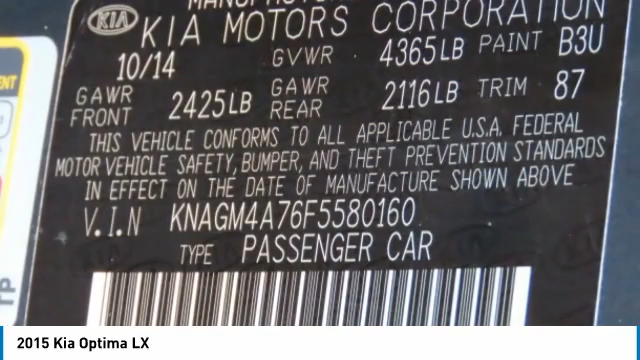 KIA KIA MOTORS CORPORATION
10/14 GVWR 4365LB PAINT B3U
GAWR FRONT 2425LB GAWR REAR 2116LB TRIM 87
THIS VEHICLE CONFORMS TO ALL APPLICABLE U.S.A. FEDERAL
MOTOR VEHICLE SAFETY, BUMPER, AND THEFT PREVENTION STANDARDS
IN EFFECT ON THE DATE OF MANUFACTURE SHOWN ABOVE
V.I.N KNAGM4A76F5580160
TYPE PASSENGER CAR
2015 Kia Optima LX